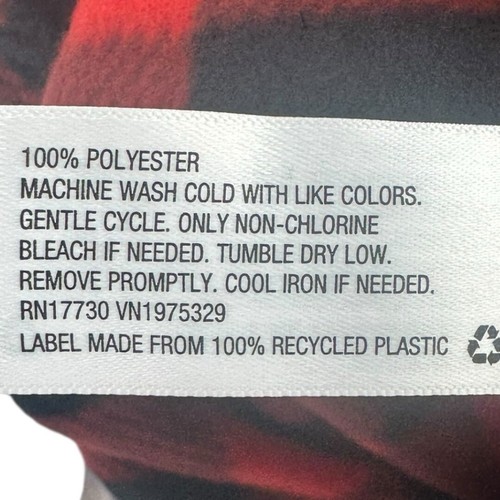 100% POLYESTER
MACHINE WASH COLD WITH LIKE COLORS.
GENTLE CYCLE. ONLY NON-CHLORINE
BLEACH IF NEEDED. TUMBLE DRY LOW.
REMOVE PROMPTLY. COOL IRON IF NEEDED.
RN17730 VN1975329
LABEL MADE FROM 100% RECYCLED PLASTIC